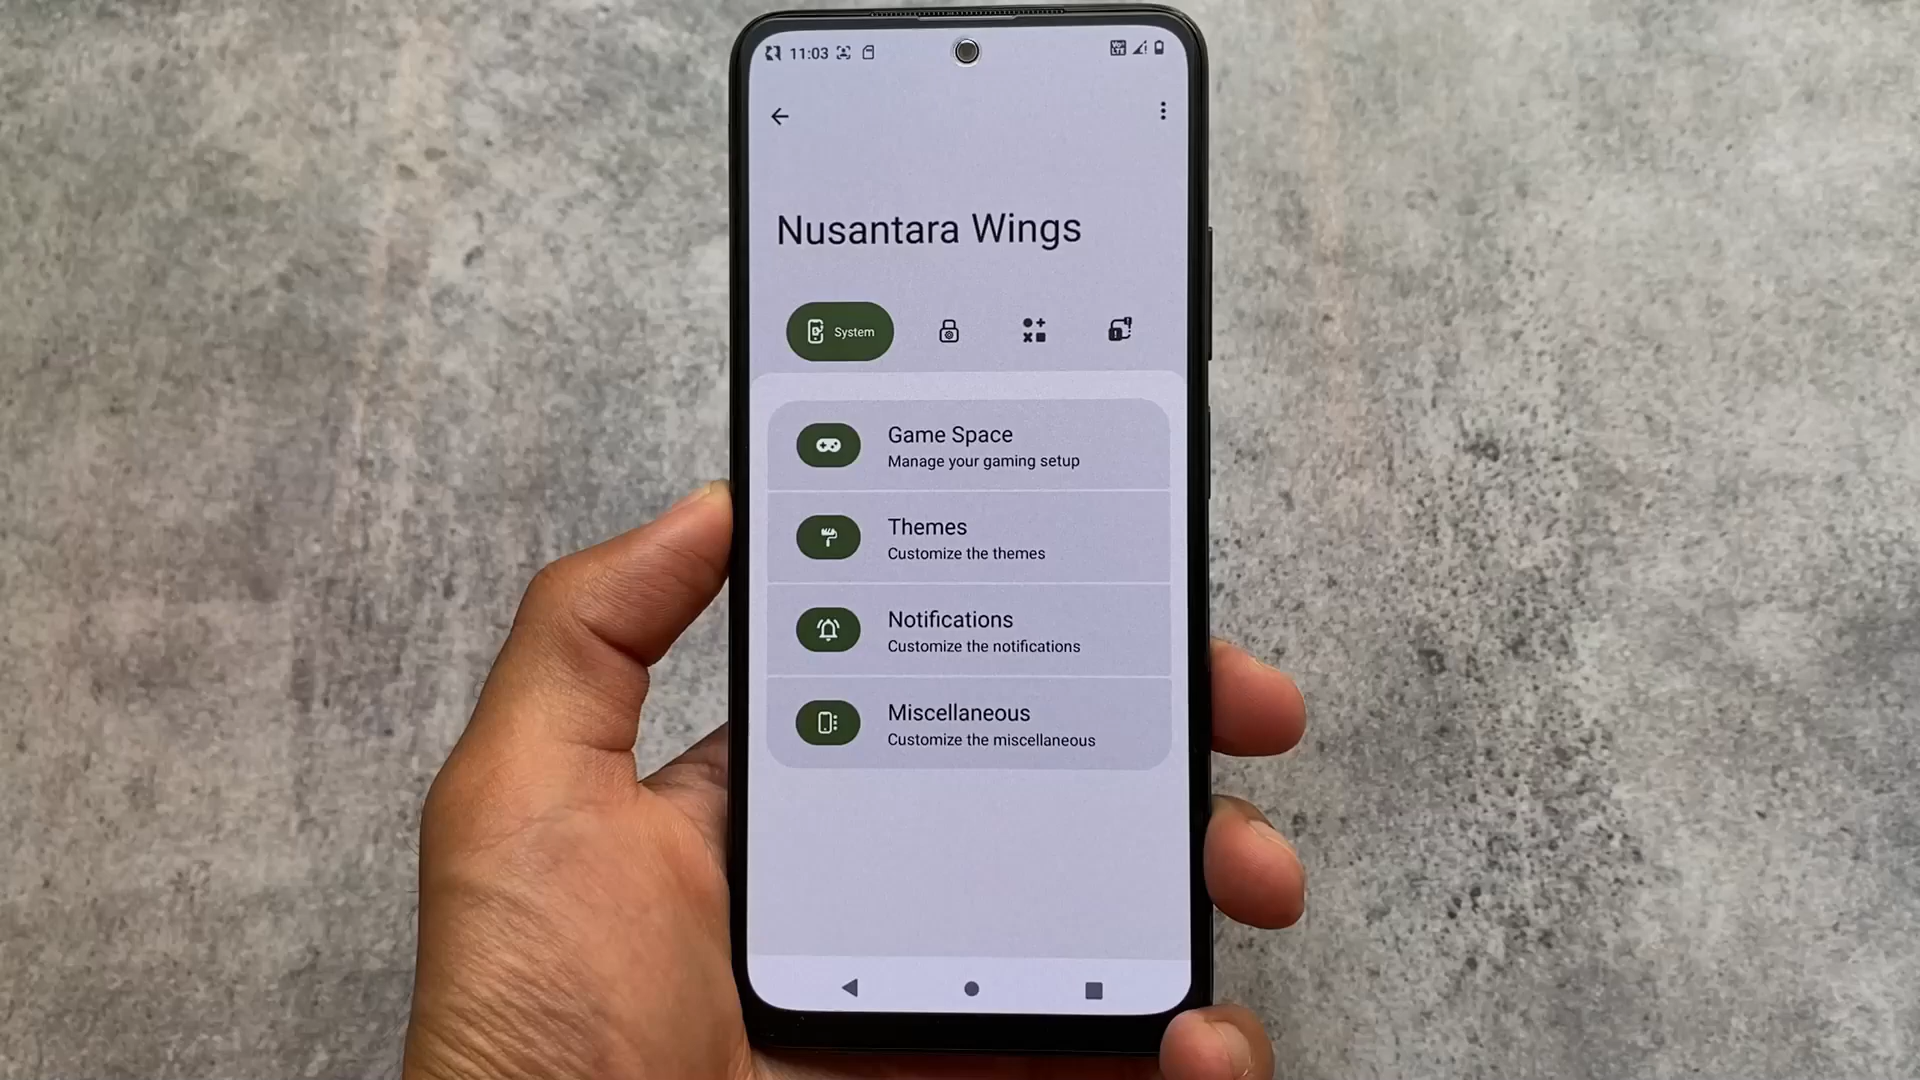 11:03
Nusantara Wings
System
Game Space
Manage your gaming setup
Themes
Customize the themes
Notifications
Customize the notifications
Miscellaneous
Customize the miscellaneous